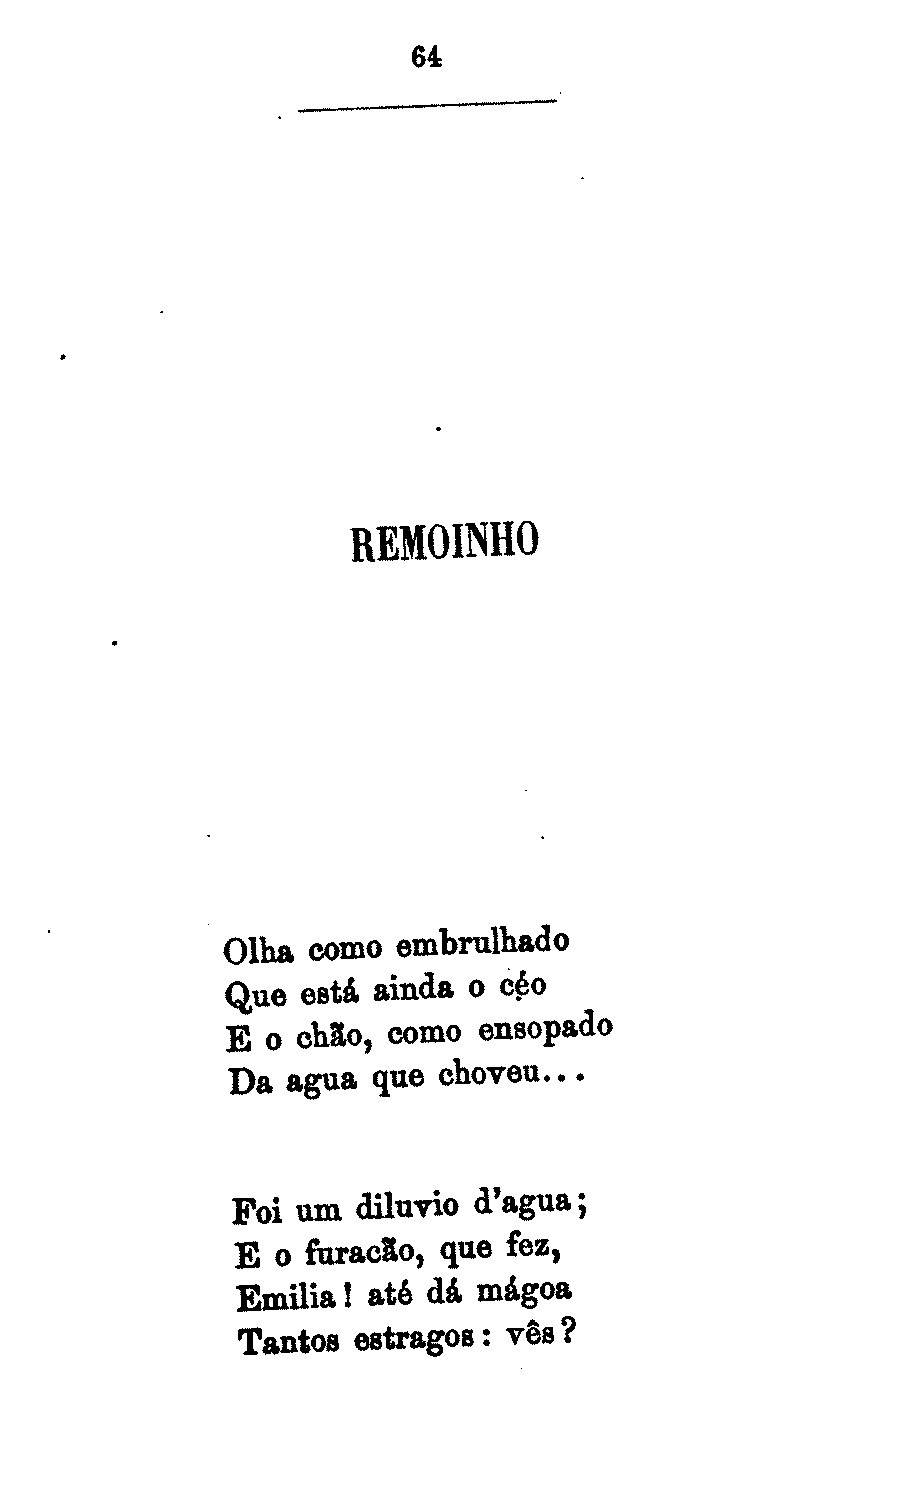 64
REMOINHO
Olha como embrulhado
Que está ainda o céo
E o chão, como ensopado
Da agua que choveu...
Foi um diluvio d'agua;
E o furacão, que fez,
Emilia! até dá mágoa
Tantos estragos: vês?